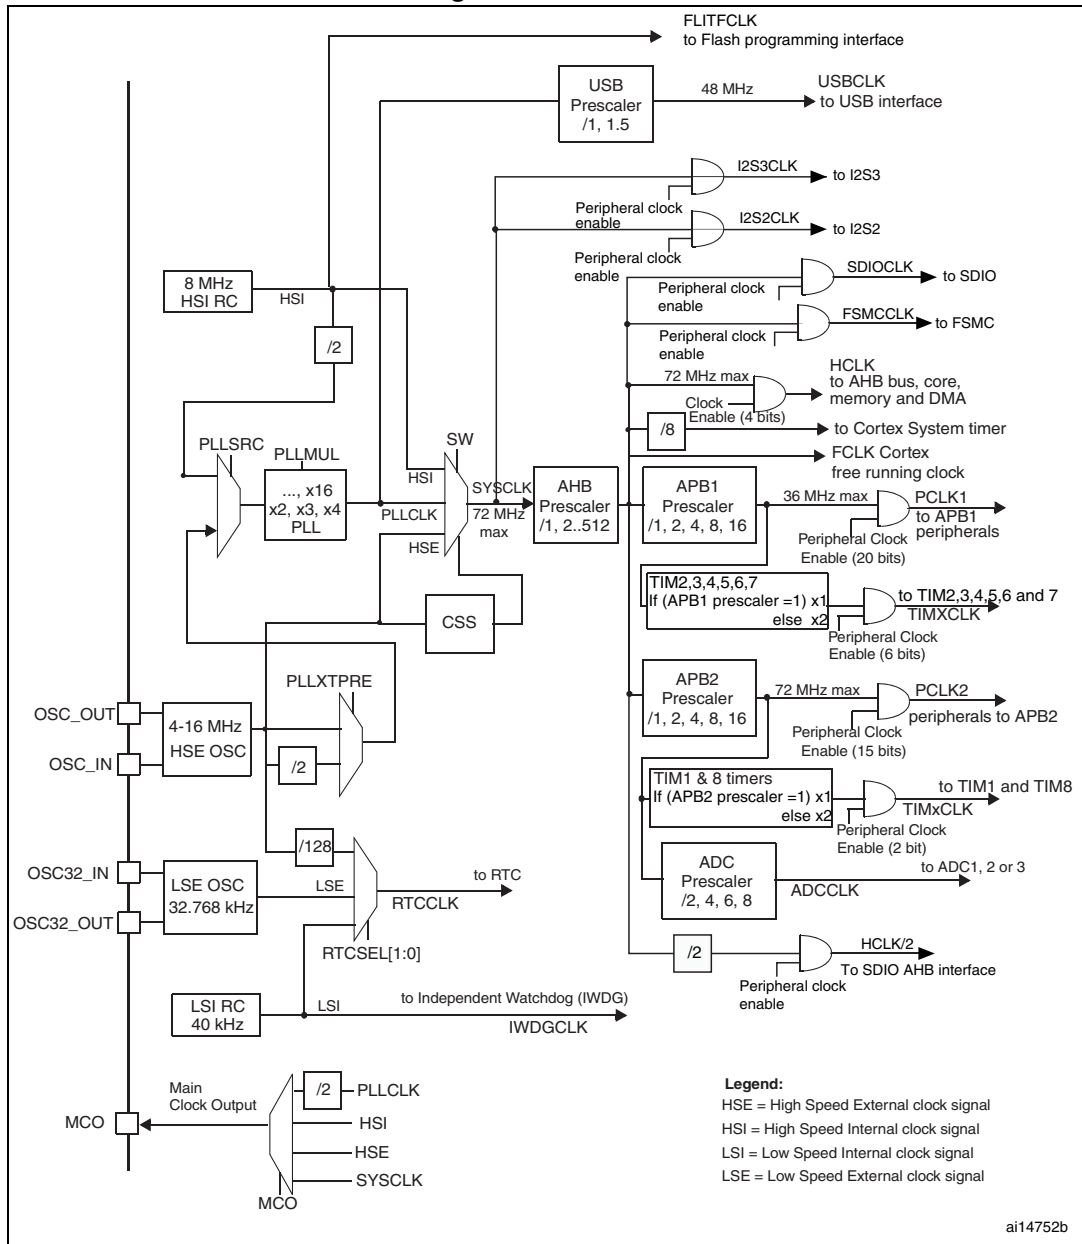 FLITFCLK
to Flash programming interface
USB
Prescaler
/1, 1.5
48 MHz
USBCLK
to USB interface
I2S3CLK
to I2S3
Peripheral clock
enable
I2S2CLK
to I2S2
Peripheral clock
enable
8 MHz
HSI RC
HSI
SDIOCLK
to SDIO
Peripheral clock
enable
FSMCCLK
to FSMC
Peripheral clock
enable
/2
HCLK
to AHB bus, core,
memory and DMA
72 MHz max
Clock
Enable (4 bits)
/8
to Cortex System timer
FCLK Cortex
free running clock
PLLSRC
PLLMUL
..., x16
x2, x3, x4
PLL
SW
HSI
PLLCLK
HSE
SYSCLK
72 MHz
max
AHB
Prescaler
/1, 2..512
APB1
Prescaler
/1, 2, 4, 8, 16
36 MHz max
PCLK1
to APB1
peripherals
Peripheral Clock
Enable (20 bits)
TIM2,3,4,5,6,7
If (APB1 prescaler =1) x1
else x2
to TIM2,3,4,5,6 and 7
TIMXCLK
Peripheral Clock
Enable (6 bits)
CSS
PLLXTPRE
OSC_OUT
OSC_IN
4-16 MHz
HSE OSC
/2
APB2
Prescaler
/1, 2, 4, 8, 16
72 MHz max
PCLK2
peripherals to APB2
Peripheral Clock
Enable (15 bits)
TIM1 & 8 timers
If (APB2 prescaler =1) x1
else x2
to TIM1 and TIM8
TIMxCLK
Peripheral Clock
Enable (2 bit)
/128
OSC32_IN
OSC32_OUT
LSE OSC
32.768 kHz
LSE
to RTC
RTCCLK
RTCSEL[1:0]
ADC
Prescaler
/2, 4, 6, 8
to ADC1, 2 or 3
ADCCLK
/2
HCLK/2
To SDIO AHB interface
Peripheral clock
enable
LSI RC
40 kHz
LSI
to Independent Watchdog (IWDG)
IWDGCLK
MCO
Main
Clock Output
/2
PLLCLK
HSI
HSE
SYSCLK
MCO
Legend:
HSE = High Speed External clock signal
HSI = High Speed Internal clock signal
LSI = Low Speed Internal clock signal
LSE = Low Speed External clock signal
ai14752b